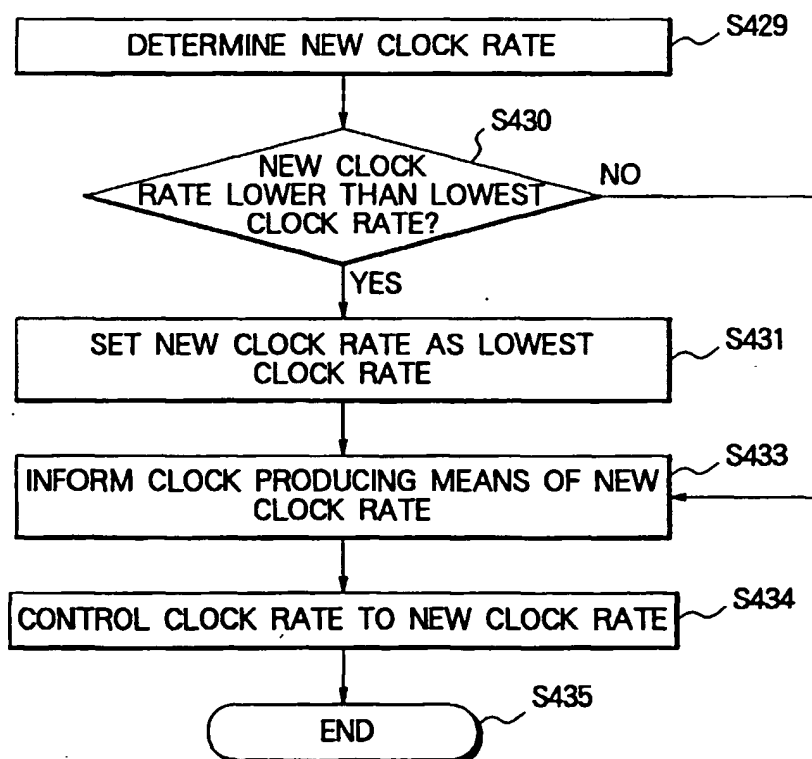 DETERMINE NEW CLOCK RATE
S429
S430
NEW CLOCK
RATE LOWER THAN LOWEST
CLOCK RATE?
NO
YES
SET NEW CLOCK RATE AS LOWEST
CLOCK RATE
S431
INFORM CLOCK PRODUCING MEANS OF NEW
CLOCK RATE
S433
CONTROL CLOCK RATE TO NEW CLOCK RATE
S434
END
S435